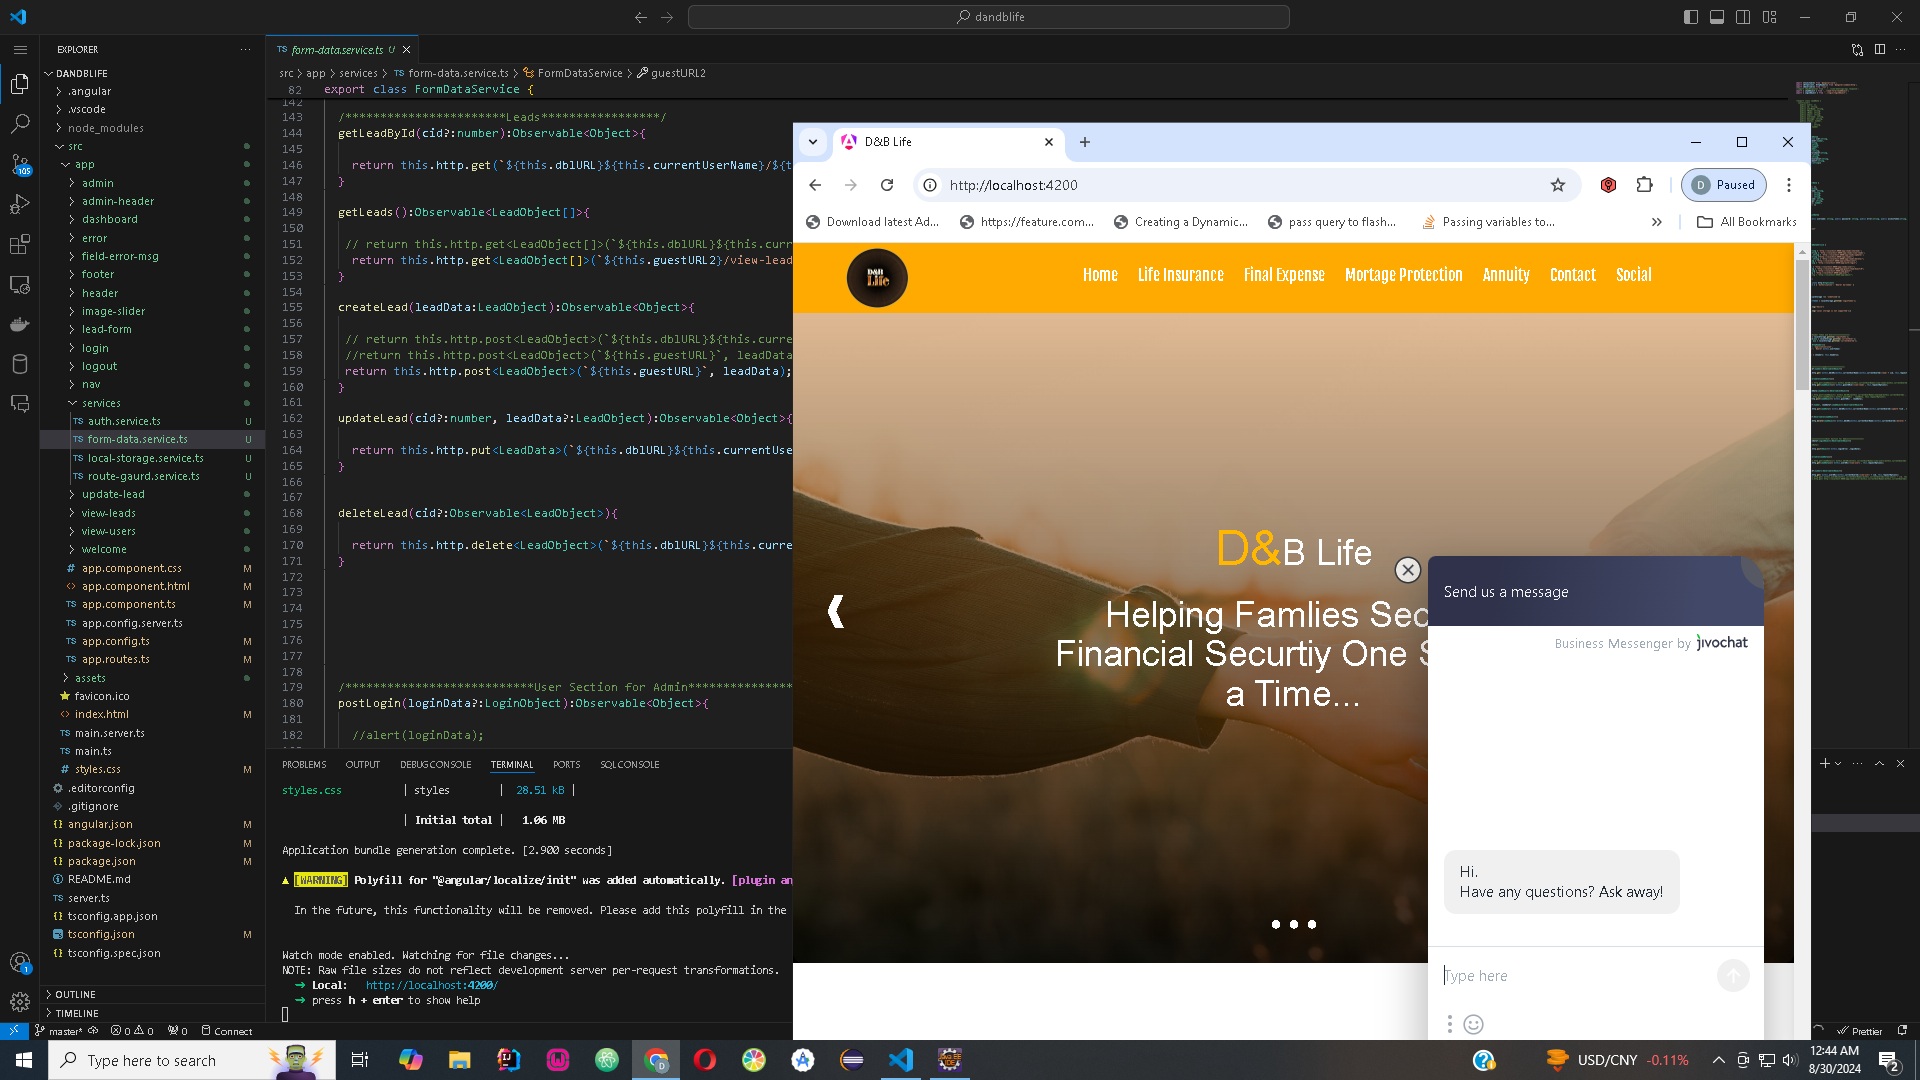 dandblife
EXPLORER
DANDBLIFE
.angular
.vscode
node_modules
src
app
admin
admin-header
dashboard
error
field-error-msg
footer
header
image-slider
lead-form
login
logout
nav
services
TS auth.service.ts U
TS form-data.service.ts U
TS local-storage.service.ts U
TS route-gaurd.service.ts U
update-lead
view-leads
view-users
welcome
# app.component.css M
<> app.component.html M
TS app.component.ts M
TS app.config.server.ts
TS app.config.ts M
TS app.routes.ts M
assets
favicon.ico
<> index.html M
TS main.server.ts
TS main.ts
# styles.css M
.editorconfig
.gitignore
{} angular.json M
{} package-lock.json M
{} package.json M
README.md
TS server.ts
{} tsconfig.app.json
tsconfig.json M
{} tsconfig.spec.json
OUTLINE
TIMELINE
105
1
TS form-data.service.ts U
src > app > services > TS form-data.service.ts > FormDataService > guestURL2
82 export class FormDataService {
142
143 /***********************Leads*****************/
144 getLeadById(cid?:number):Observable<Object>{
145
146 return this.http.get(`${this.dblURL}${this.currentUserName}/${t
147 }
148
149 getLeads():Observable<LeadObject[]>{
150
151 // return this.http.get<LeadObject[]>(`${this.dblURL}${this.curr
152 return this.http.get<LeadObject[]>(`${this.guestURL2}/view-lead
153 }
154
155 createLead(leadData:LeadObject):Observable<Object>{
156
157 // return this.http.post<LeadObject>(`${this.dblURL}${this.curre
158 //return this.http.post<LeadObject>(`${this.guestURL}`, leadData
159 return this.http.post<LeadObject>(`${this.guestURL}`, leadData);
160 }
161
162 updateLead(cid?:number, leadData?:LeadObject):Observable<Object>{
163
164 return this.http.put<LeadData>(`${this.dblURL}${this.currentUse
165 }
166
167
168 deleteLead(cid?:Observable<LeadObject>){
169
170 return this.http.delete<LeadObject>(`${this.dblURL}${this.curre
171 }
172
173
174
175
176
177
178
179 /***************************User Section for Admin***************
180 postLogin(loginData?:LoginObject):Observable<Object>{
181
182 //alert(loginData);
PROBLEMS OUTPUT DEBUG CONSOLE TERMINAL PORTS SQL CONSOLE
styles.css | styles | 28.51 kB |
| Initial total | 1.06 MB
Application bundle generation complete. [2.900 seconds]
▲ [WARNING] Polyfill for "@angular/localize/init" was added automatically. [plugin an
In the future, this functionality will be removed. Please add this polyfill in the
Watch mode enabled. Watching for file changes...
NOTE: Raw file sizes do not reflect development server per-request transformations.
➜ Local: http://localhost:4200/
➜ press h + enter to show help
D&B Life
http://localhost:4200
D Paused
Download latest Ad... https://feature.com... Creating a Dynamic... pass query to flash... Passing variables to... » All Bookmarks
D&B Life
Home Life Insurance Final Expense Mortage Protection Annuity Contact Social
D&B Life
Helping Famlies Sec
Financial Securtiy One S
a Time...
Send us a message
Business Messenger by jivochat
Hi.
Have any questions? Ask away!
Type here
master* 0 0 0 Connect
Prettier
Type here to search
USD/CNY -0.11%
12:44 AM
8/30/2024
2